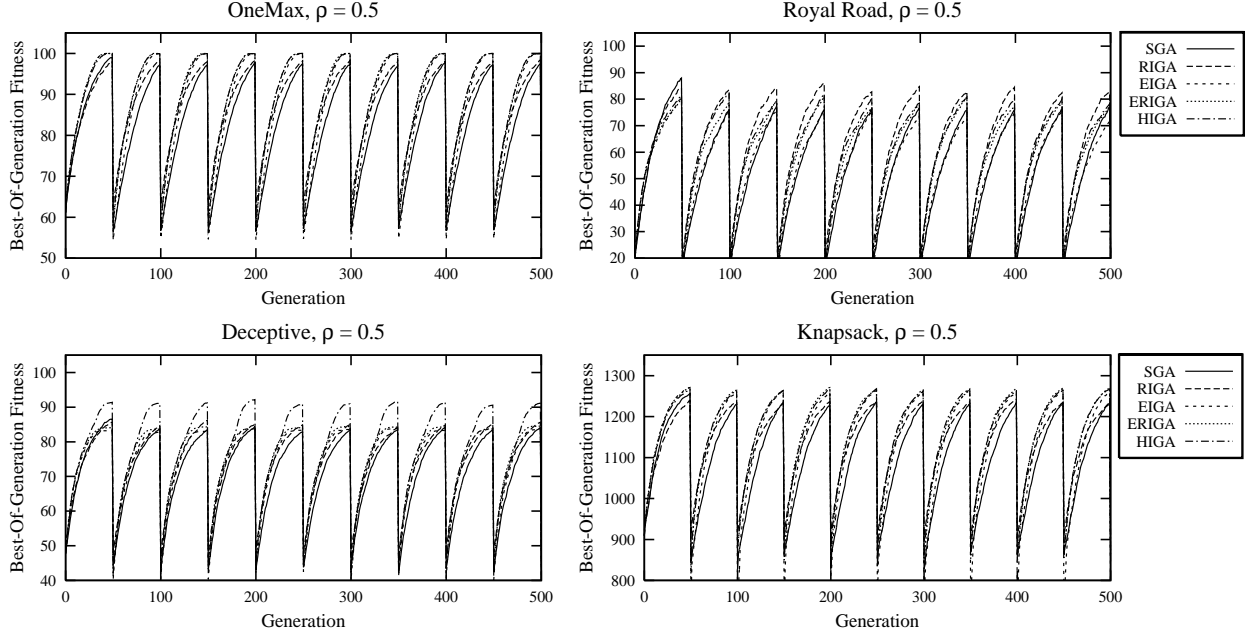 OneMax, ρ = 0.5
Best-Of-Generation Fitness
100
90
80
70
60
50
0 100 200 300 400 500
Generation
Royal Road, ρ = 0.5
Best-Of-Generation Fitness
100
90
80
70
60
50
40
30
20
0 100 200 300 400 500
Generation
SGA
RIGA
EIGA
ERIGA
HIGA
Deceptive, ρ = 0.5
Best-Of-Generation Fitness
100
90
80
70
60
50
40
0 100 200 300 400 500
Generation
Knapsack, ρ = 0.5
Best-Of-Generation Fitness
1300
1200
1100
1000
900
800
0 100 200 300 400 500
Generation
SGA
RIGA
EIGA
ERIGA
HIGA